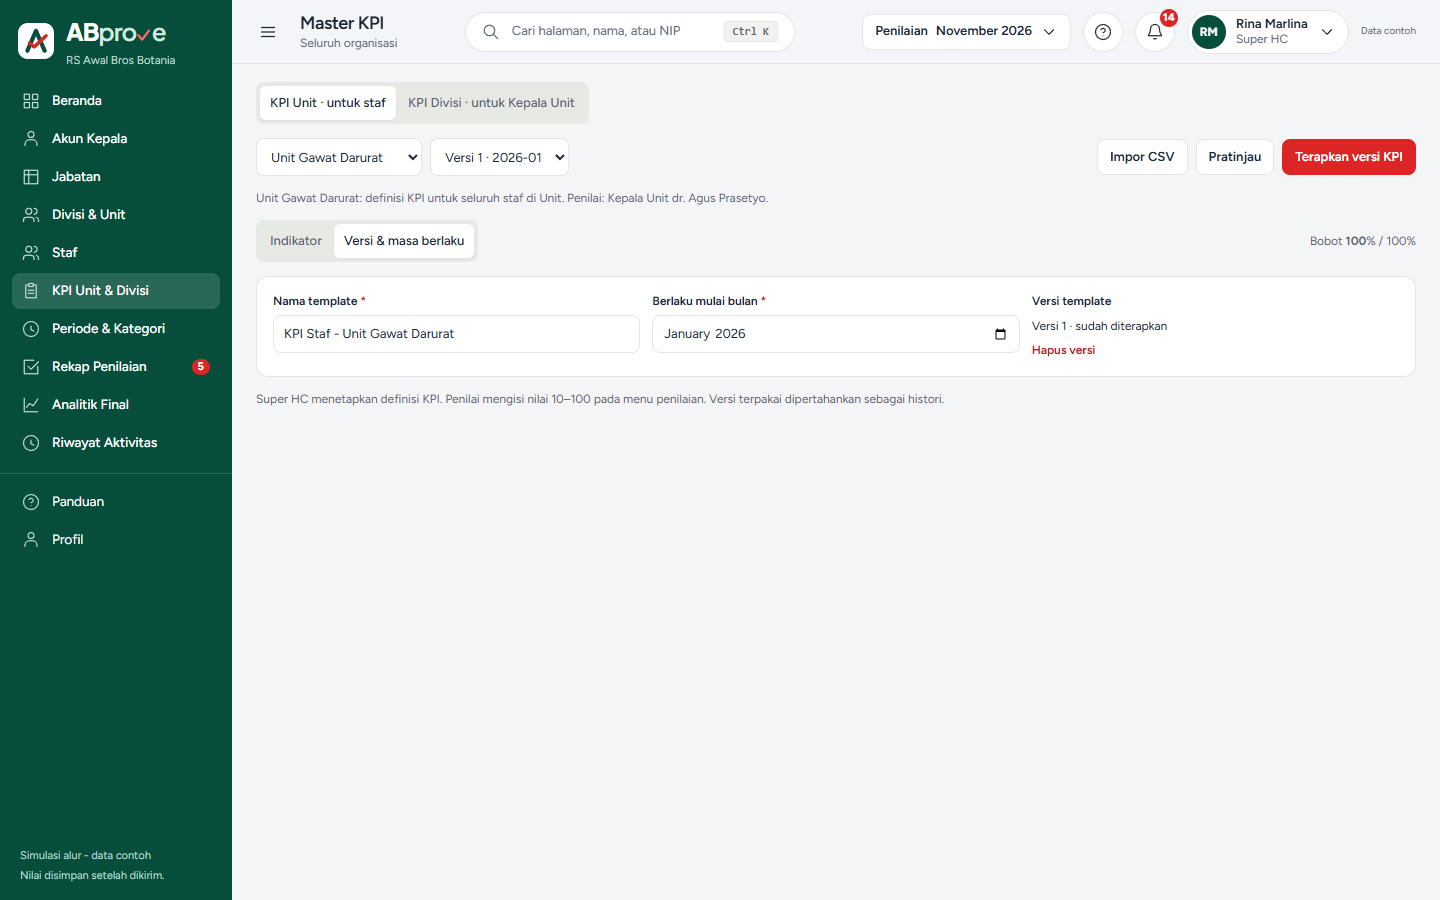 ABprove
RS Awal Bros Botania
Beranda
Akun Kepala
Jabatan
Divisi & Unit
Staf
KPI Unit & Divisi
Periode & Kategori
Rekap Penilaian 5
Analitik Final
Riwayat Aktivitas
Panduan
Profil
Simulasi alur - data contoh
Nilai disimpan setelah dikirim.
Master KPI
Seluruh organisasi
Cari halaman, nama, atau NIP Ctrl K
Penilaian November 2026
14
RM
Rina Marlina
Super HC
Data contoh
KPI Unit · untuk staf
KPI Divisi · untuk Kepala Unit
Unit Gawat Darurat
Versi 1 · 2026-01
Impor CSV
Pratinjau
Terapkan versi KPI
Unit Gawat Darurat: definisi KPI untuk seluruh staf di Unit. Penilai: Kepala Unit dr. Agus Prasetyo.
Indikator
Versi & masa berlaku
Bobot 100% / 100%
Nama template *
KPI Staf - Unit Gawat Darurat
Berlaku mulai bulan *
January 2026
Versi template
Versi 1 · sudah diterapkan
Hapus versi
Super HC menetapkan definisi KPI. Penilai mengisi nilai 10–100 pada menu penilaian. Versi terpakai dipertahankan sebagai histori.